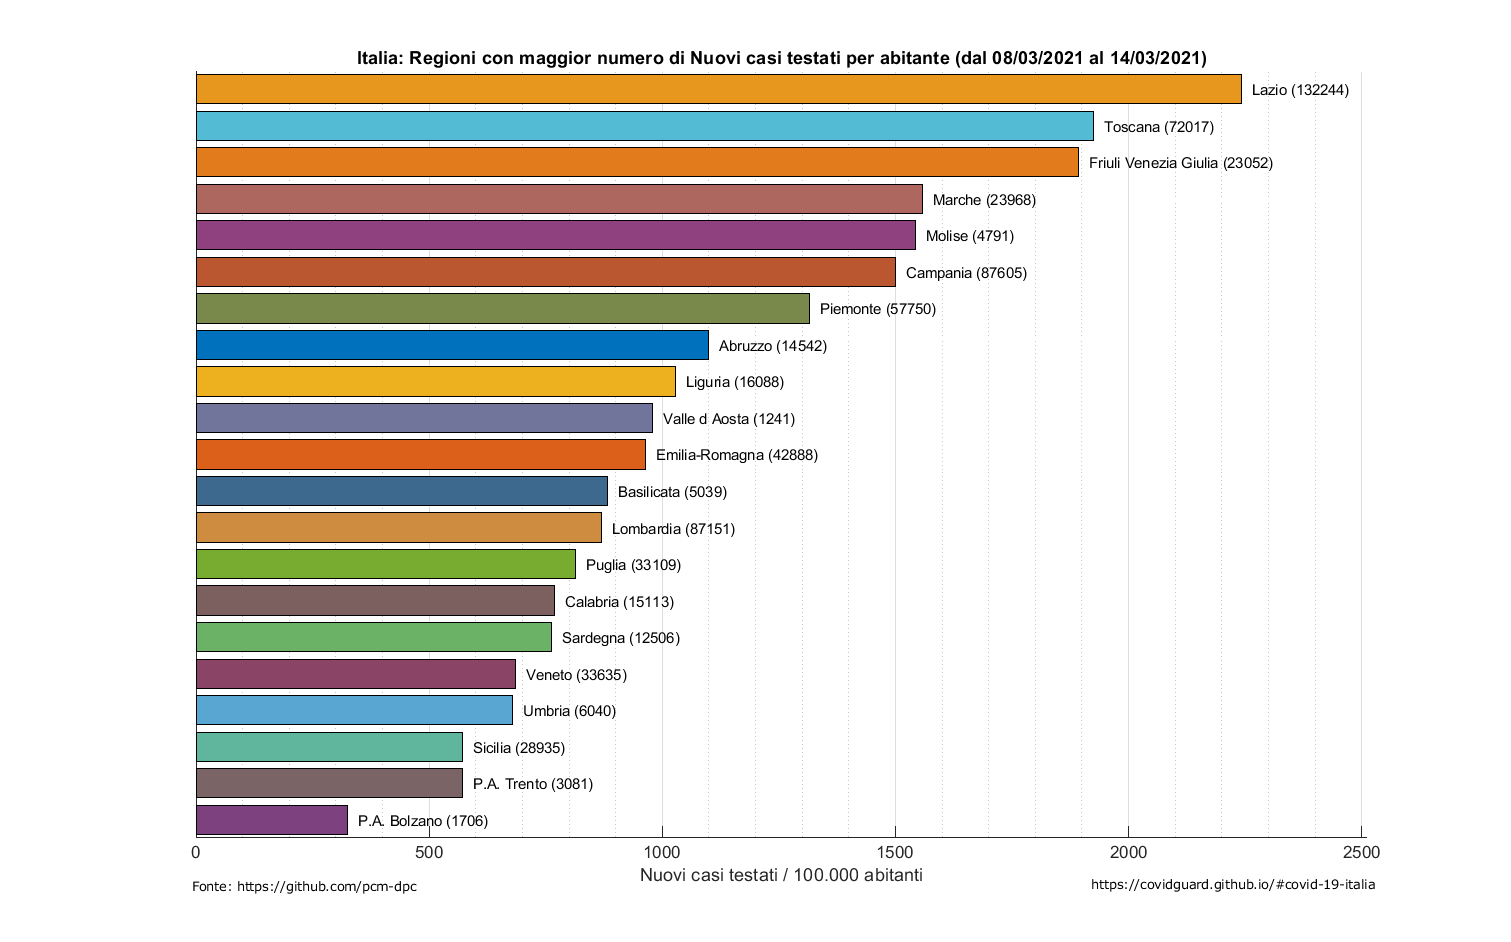 Italia: Regioni con maggior numero di Nuovi casi testati per abitante (dal 08/03/2021 al 14/03/2021)
Lazio (132244)
Toscana (72017)
Friuli Venezia Giulia (23052)
Marche (23968)
Molise (4791)
Campania (87605)
Piemonte (57750)
Abruzzo (14542)
Liguria (16088)
Valle d Aosta (1241)
Emilia-Romagna (42888)
Basilicata (5039)
Lombardia (87151)
Puglia (33109)
Calabria (15113)
Sardegna (12506)
Veneto (33635)
Umbria (6040)
Sicilia (28935)
P.A. Trento (3081)
P.A. Bolzano (1706)
0 500 1000 1500 2000 2500
Nuovi casi testati / 100.000 abitanti
Fonte: https://github.com/pcm-dpc
https://covidguard.github.io/#covid-19-italia